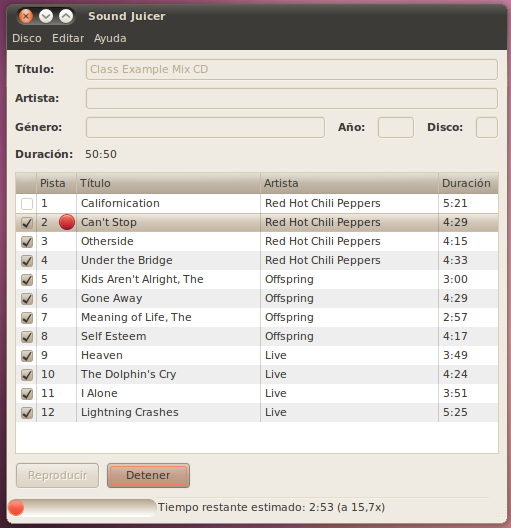 Sound Juicer
Disco Editar Ayuda
Título: Class Example Mix CD
Artista:
Género: Año: Disco:
Duración: 50:50
Pista Título Artista Duración
1 Californication Red Hot Chili Peppers 5:21
2 Can't Stop Red Hot Chili Peppers 4:29
3 Otherside Red Hot Chili Peppers 4:15
4 Under the Bridge Red Hot Chili Peppers 4:33
5 Kids Aren't Alright, The Offspring 3:00
6 Gone Away Offspring 4:29
7 Meaning of Life, The Offspring 2:57
8 Self Esteem Offspring 4:17
9 Heaven Live 3:49
10 The Dolphin's Cry Live 4:24
11 I Alone Live 3:51
12 Lightning Crashes Live 5:25
Reproducir Detener
Tiempo restante estimado: 2:53 (a 15,7x)